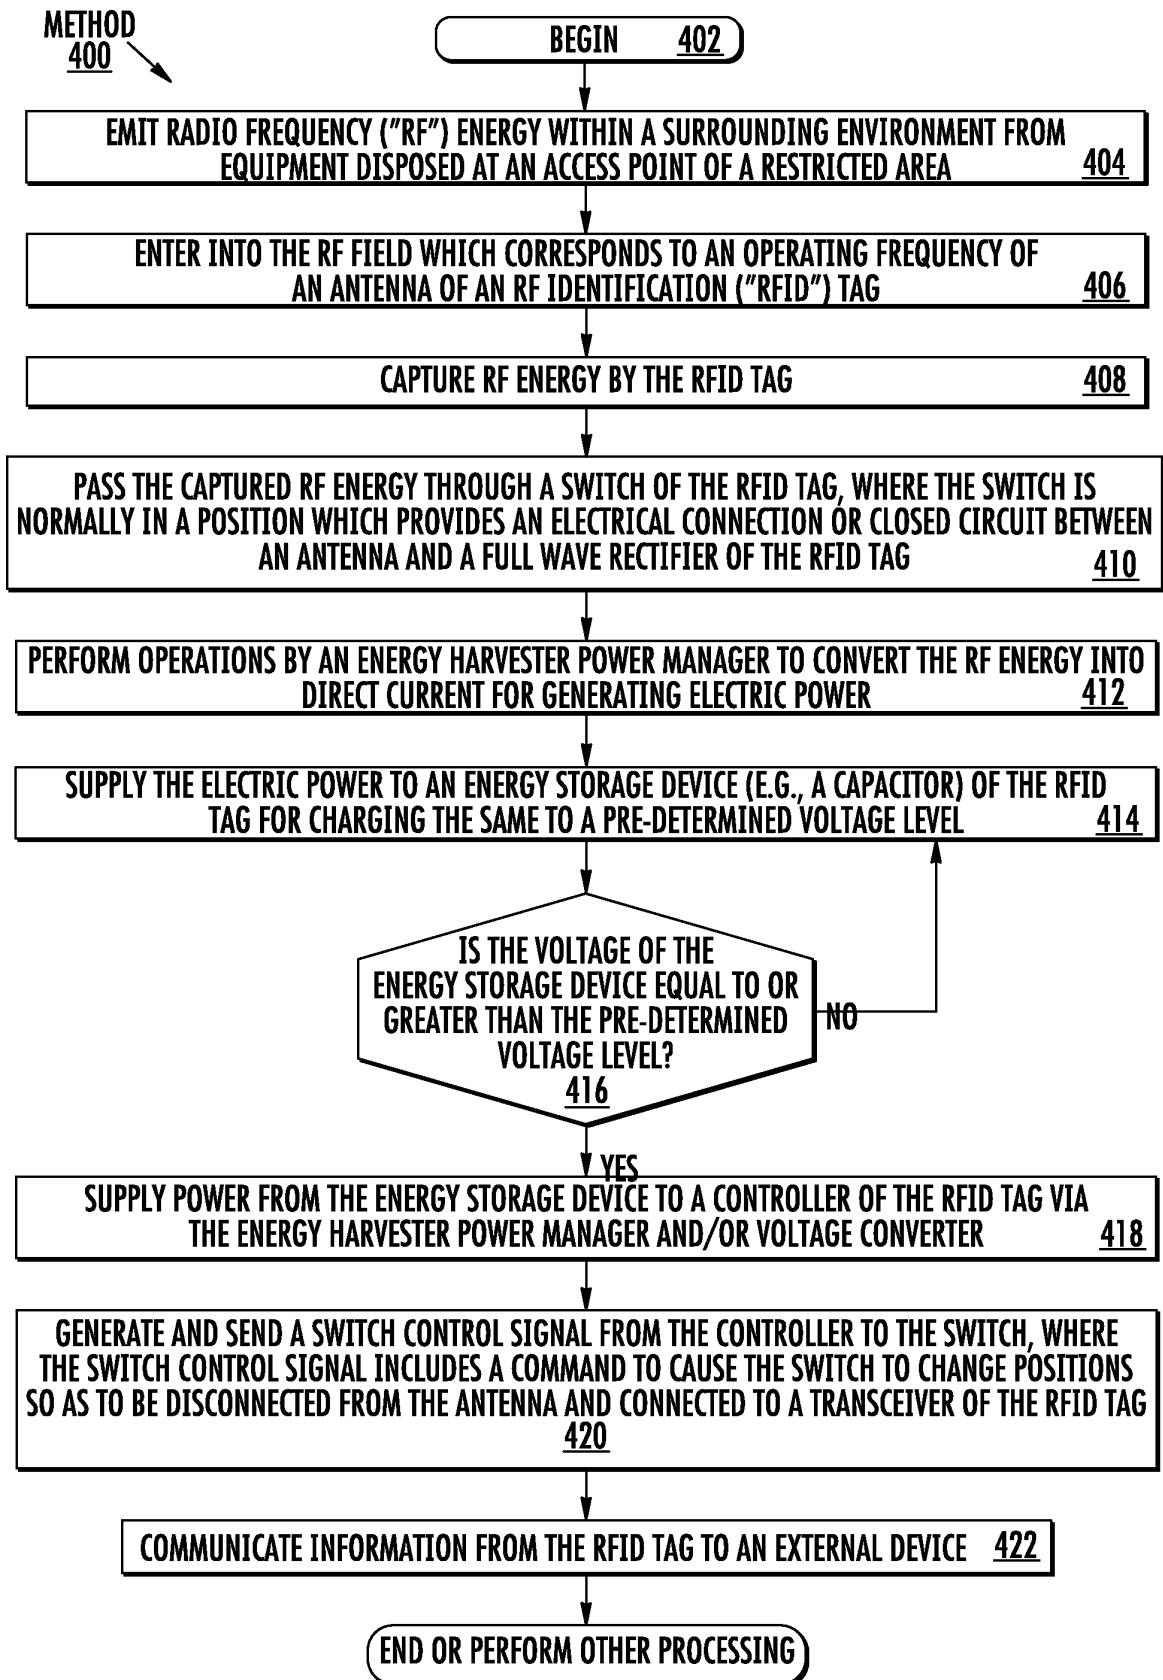 METHOD
400
BEGIN 402
EMIT RADIO FREQUENCY ("RF") ENERGY WITHIN A SURROUNDING ENVIRONMENT FROM
EQUIPMENT DISPOSED AT AN ACCESS POINT OF A RESTRICTED AREA 404
ENTER INTO THE RF FIELD WHICH CORRESPONDS TO AN OPERATING FREQUENCY OF
AN ANTENNA OF AN RF IDENTIFICATION ("RFID") TAG 406
CAPTURE RF ENERGY BY THE RFID TAG 408
PASS THE CAPTURED RF ENERGY THROUGH A SWITCH OF THE RFID TAG, WHERE THE SWITCH IS
NORMALLY IN A POSITION WHICH PROVIDES AN ELECTRICAL CONNECTION OR CLOSED CIRCUIT BETWEEN
AN ANTENNA AND A FULL WAVE RECTIFIER OF THE RFID TAG 410
PERFORM OPERATIONS BY AN ENERGY HARVESTER POWER MANAGER TO CONVERT THE RF ENERGY INTO
DIRECT CURRENT FOR GENERATING ELECTRIC POWER 412
SUPPLY THE ELECTRIC POWER TO AN ENERGY STORAGE DEVICE (E.G., A CAPACITOR) OF THE RFID
TAG FOR CHARGING THE SAME TO A PRE-DETERMINED VOLTAGE LEVEL 414
IS THE VOLTAGE OF THE
ENERGY STORAGE DEVICE EQUAL TO OR
GREATER THAN THE PRE-DETERMINED
VOLTAGE LEVEL?
416
NO
YES
SUPPLY POWER FROM THE ENERGY STORAGE DEVICE TO A CONTROLLER OF THE RFID TAG VIA
THE ENERGY HARVESTER POWER MANAGER AND/OR VOLTAGE CONVERTER 418
GENERATE AND SEND A SWITCH CONTROL SIGNAL FROM THE CONTROLLER TO THE SWITCH, WHERE
THE SWITCH CONTROL SIGNAL INCLUDES A COMMAND TO CAUSE THE SWITCH TO CHANGE POSITIONS
SO AS TO BE DISCONNECTED FROM THE ANTENNA AND CONNECTED TO A TRANSCEIVER OF THE RFID TAG
420
COMMUNICATE INFORMATION FROM THE RFID TAG TO AN EXTERNAL DEVICE 422
END OR PERFORM OTHER PROCESSING